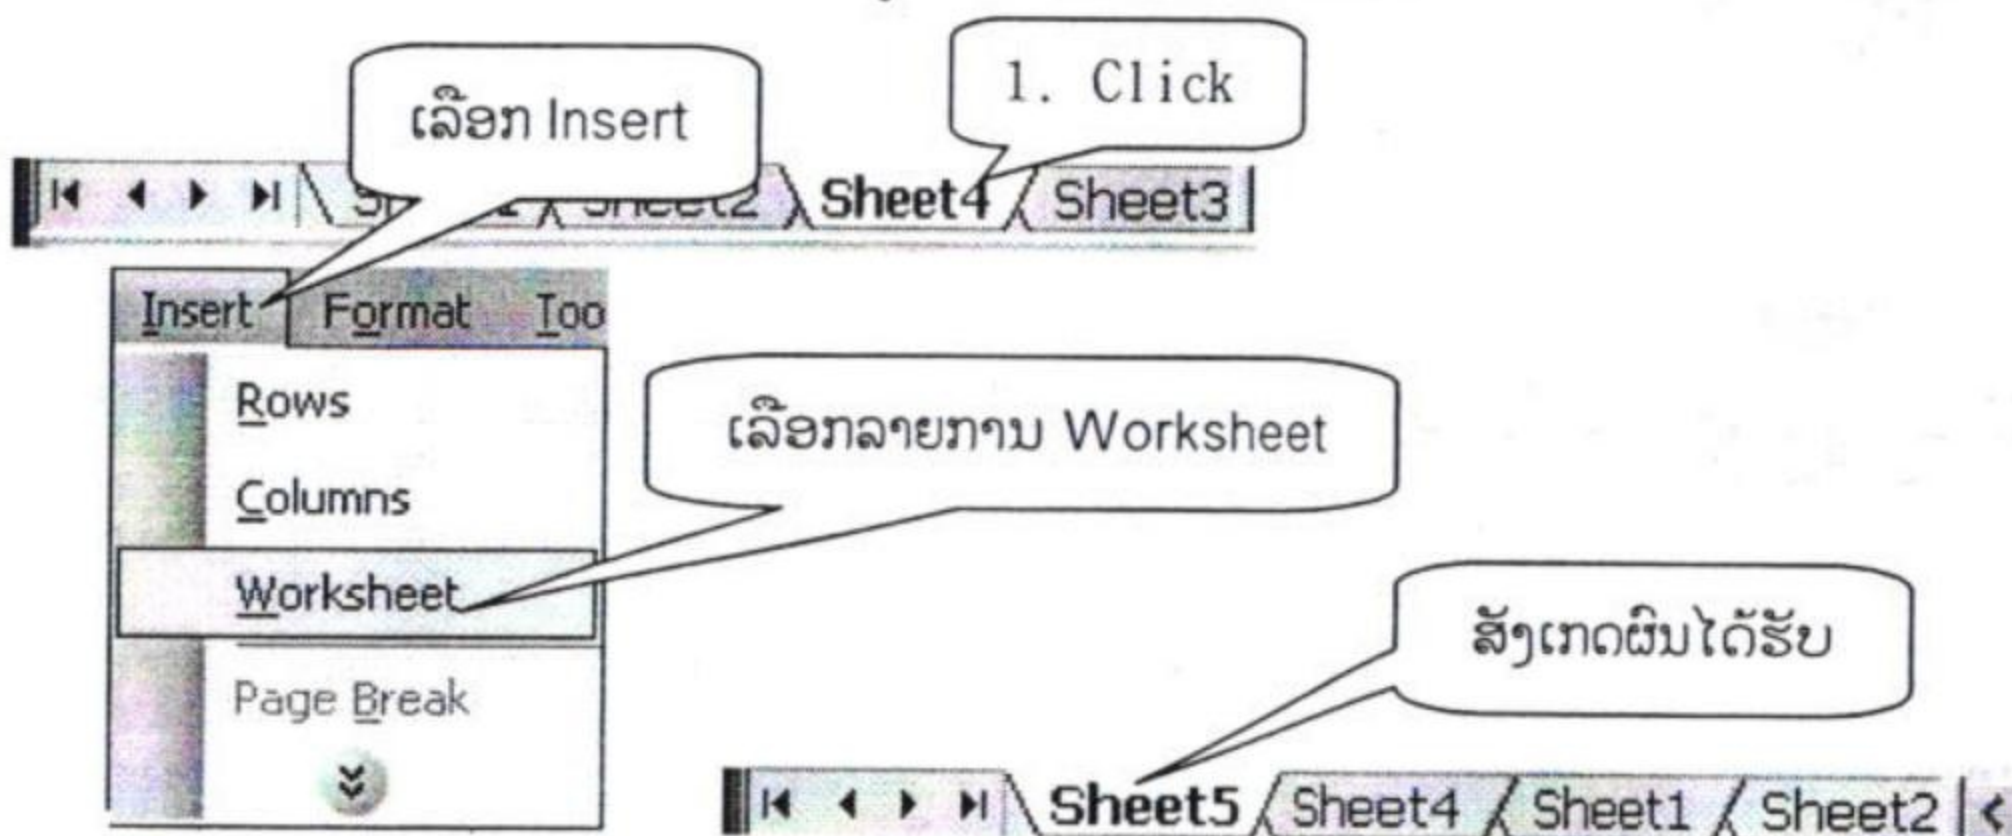 1. Click
ເລືອກ Insert
Sheet2 Sheet4 Sheet3
Insert Format Too
Rows
Columns
Worksheet
Page Break
ເລືອກລາຍການ Worksheet
ສັງເກດຜົນໄດ້ຮັບ
Sheet5 Sheet4 Sheet1 Sheet2